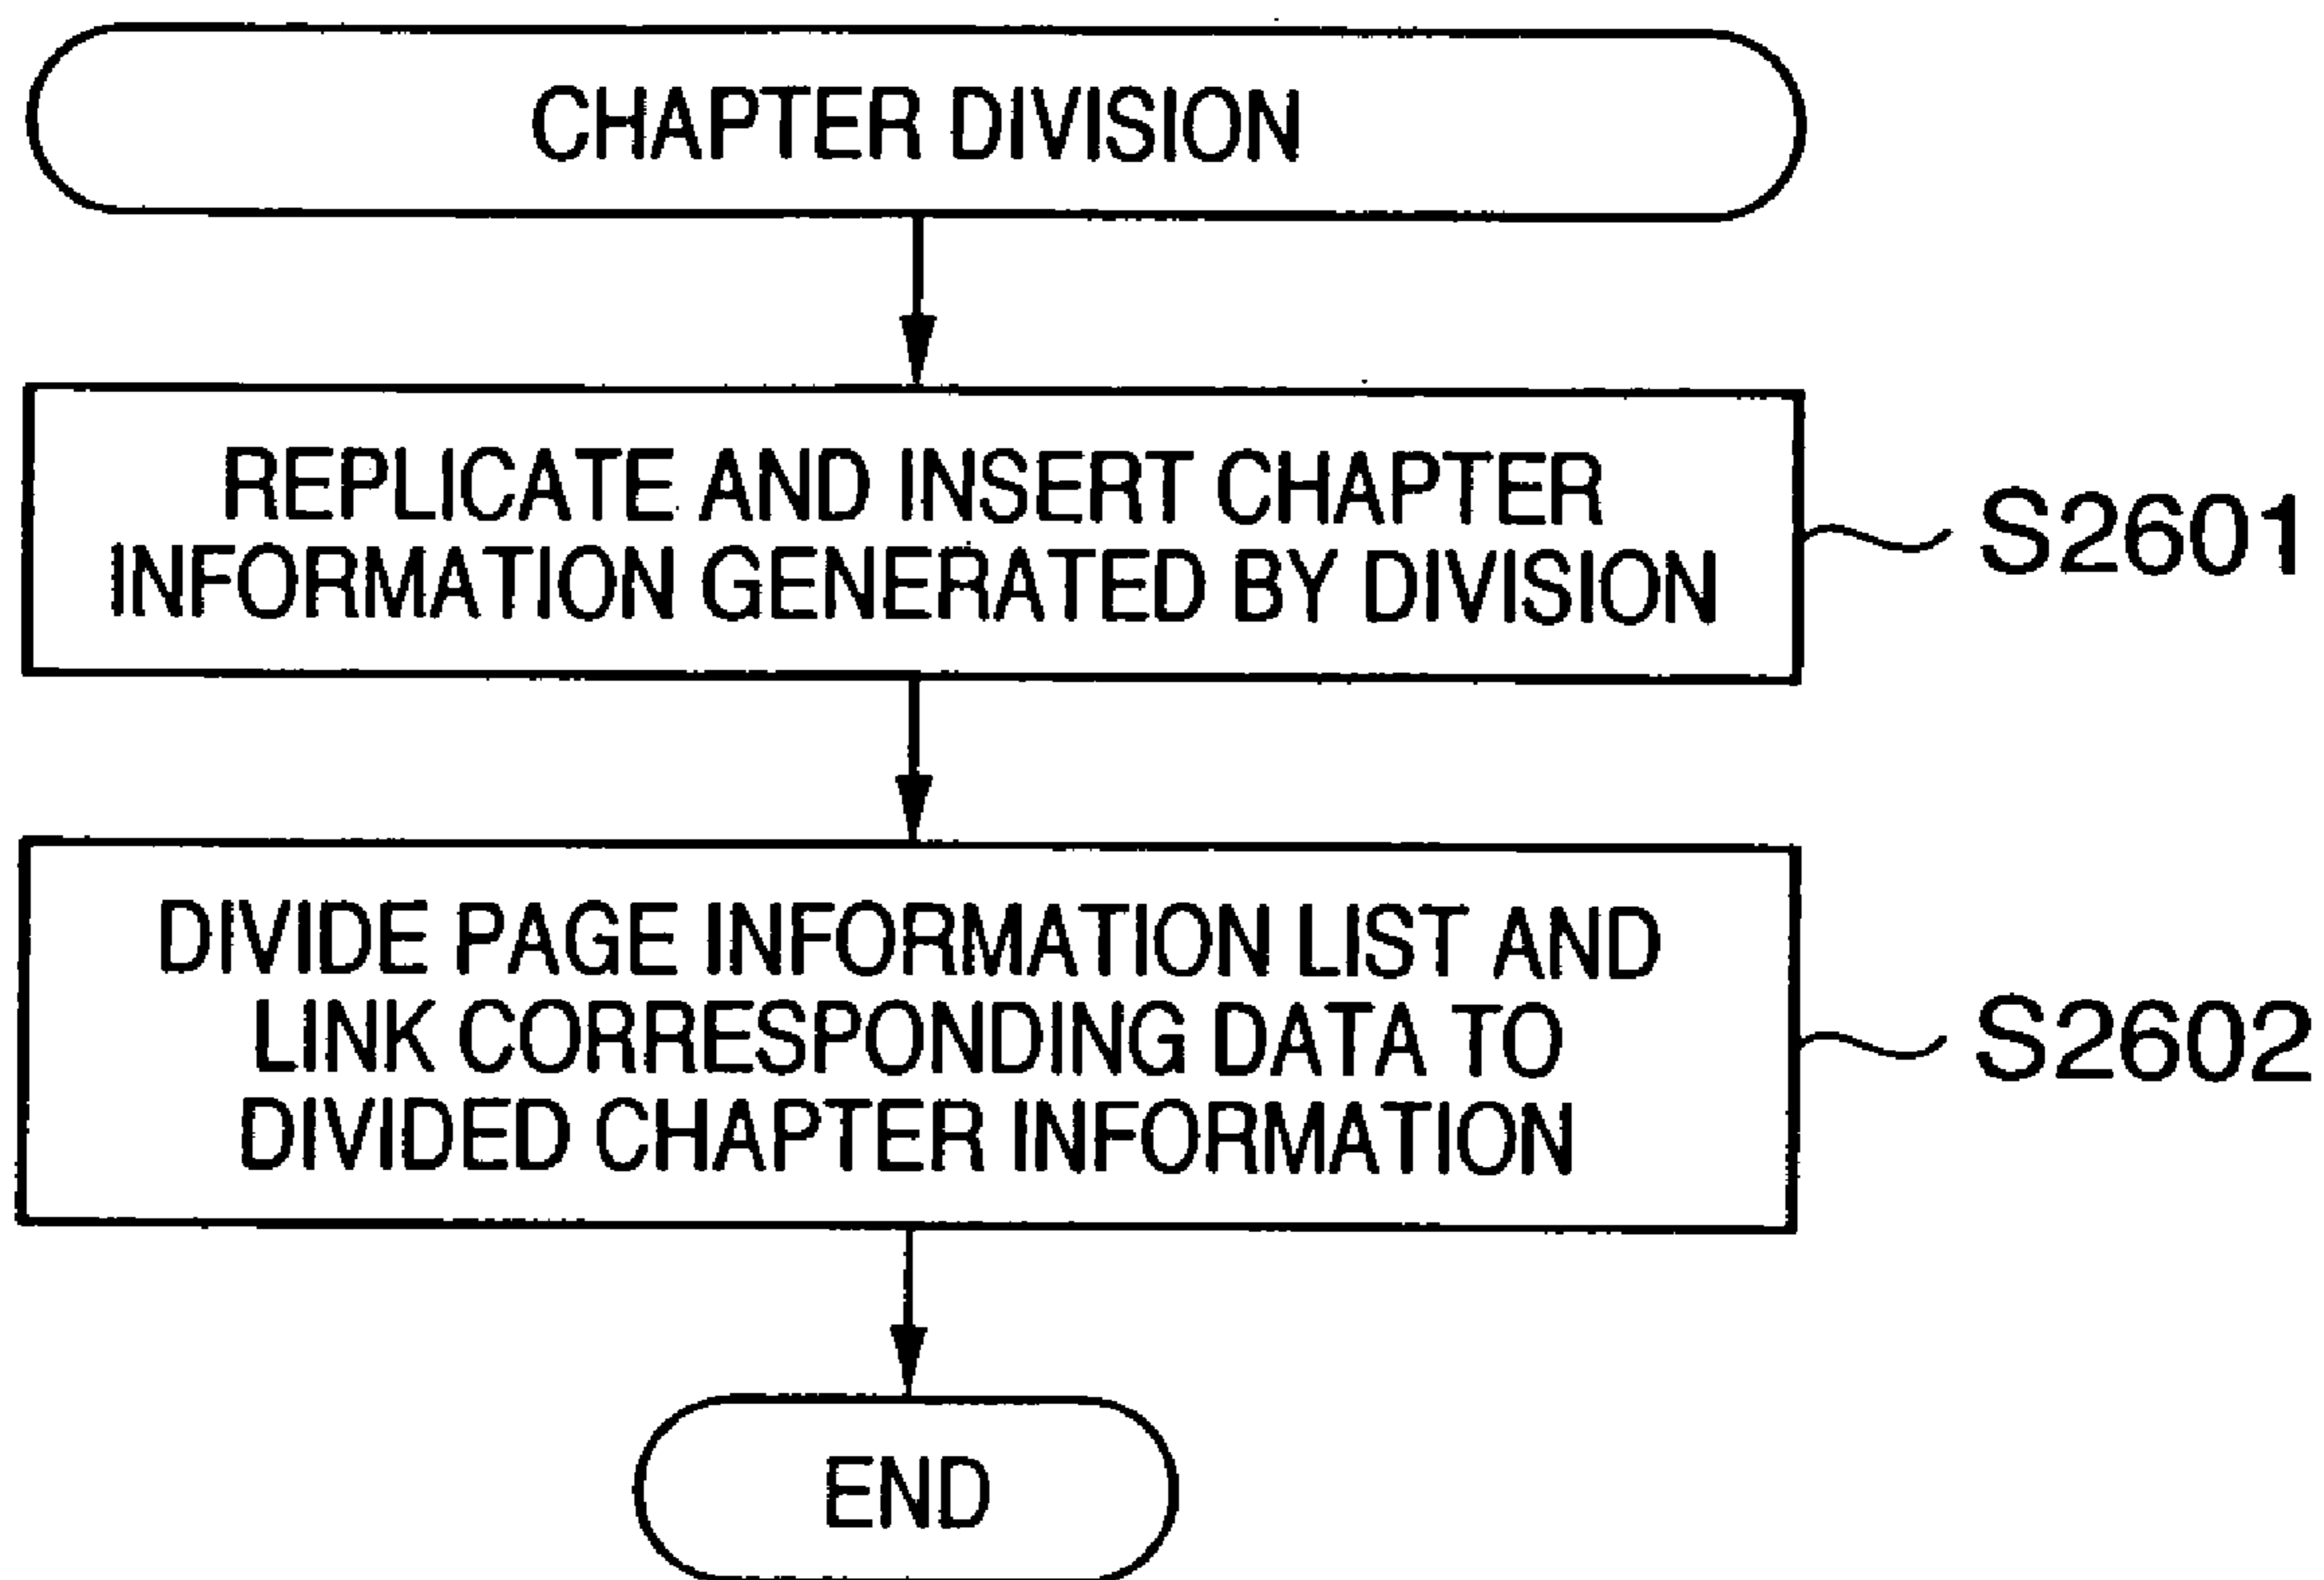 CHAPTER DIVISION
REPLICATE AND INSERT CHAPTER
INFORMATION GENERATED BY DIVISION
S2601
DIVIDE PAGE INFORMATION LIST AND
LINK CORRESPONDING DATA TO
DIVIDED CHAPTER INFORMATION
S2602
END